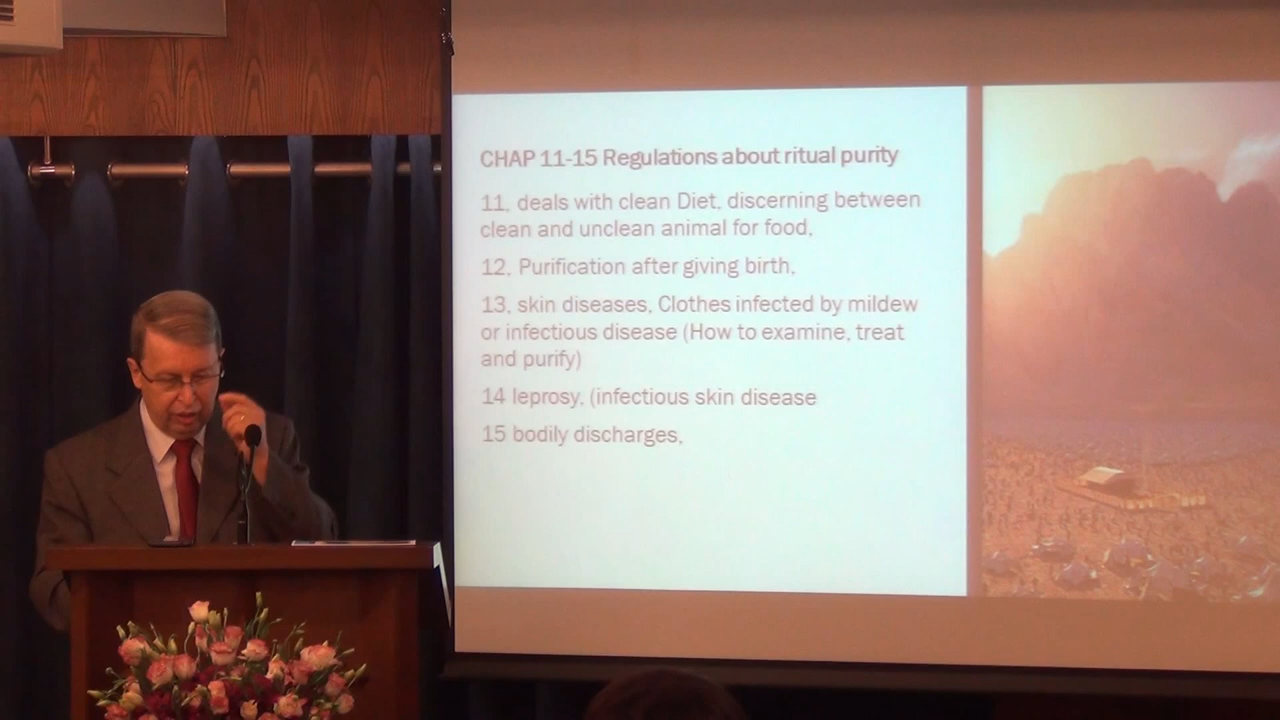 CHAP 11-15 Regulations about ritual purity
11, deals with clean Diet, discerning between
clean and unclean animal for food,
12, Purification after giving birth,
13, skin diseases, Clothes infected by mildew
or infectious disease (How to examine, treat
and purify)
14 leprosy, (infectious skin disease
15 bodily discharges,